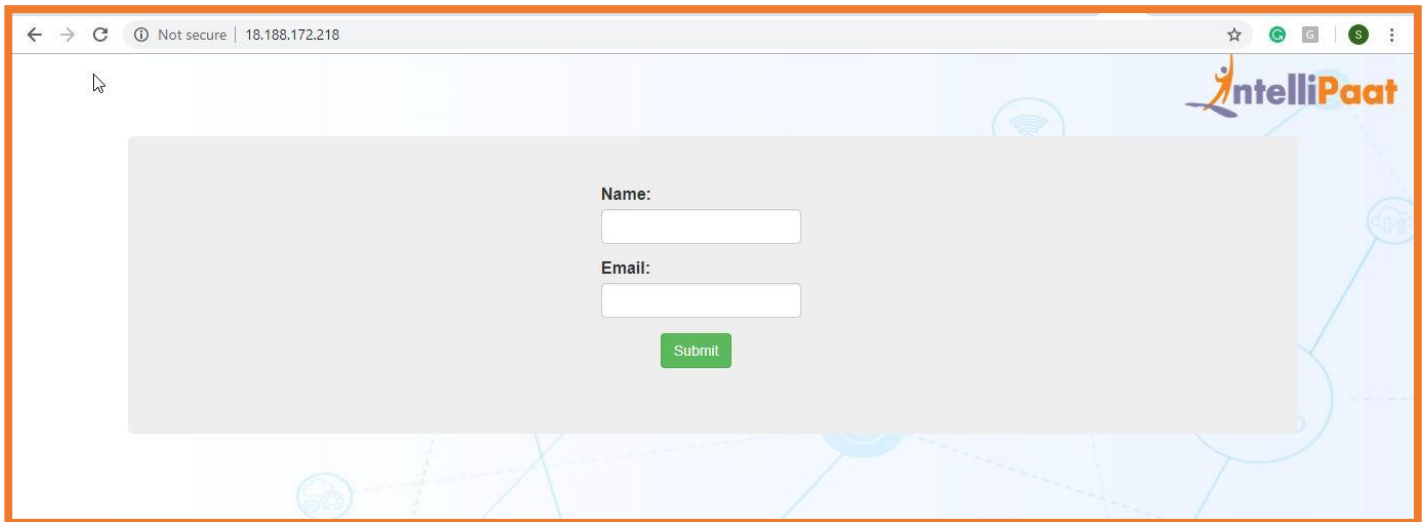 Not secure | 18.188.172.218
G G S
IntelliPaat
Name:
Email:
Submit